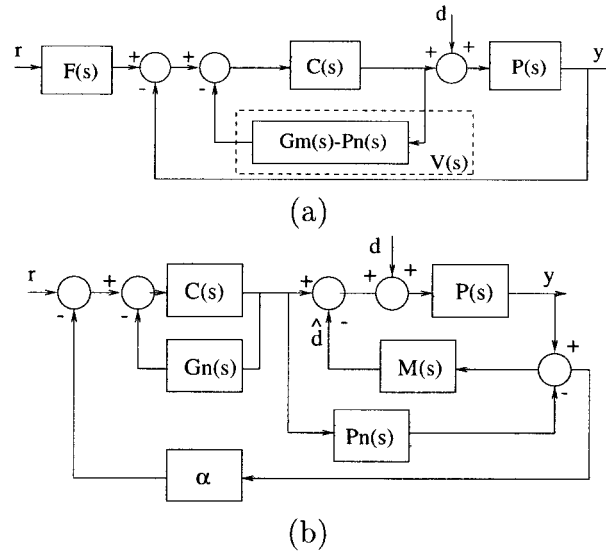 d
r F(s) + - + - C(s) + + P(s) y
Gm(s)-Pn(s)
V(s)
(a)
d
r - + + - C(s) + - + + P(s) y
d̂
Gn(s) M(s) + -
Pn(s)
α
(b)